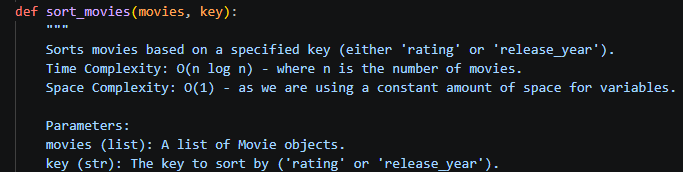 def sort_movies(movies, key):
"""
Sorts movies based on a specified key (either 'rating' or 'release_year').
Time Complexity: O(n log n) - where n is the number of movies.
Space Complexity: O(1) - as we are using a constant amount of space for variables.
Parameters:
movies (list): A list of Movie objects.
key (str): The key to sort by ('rating' or 'release_year').